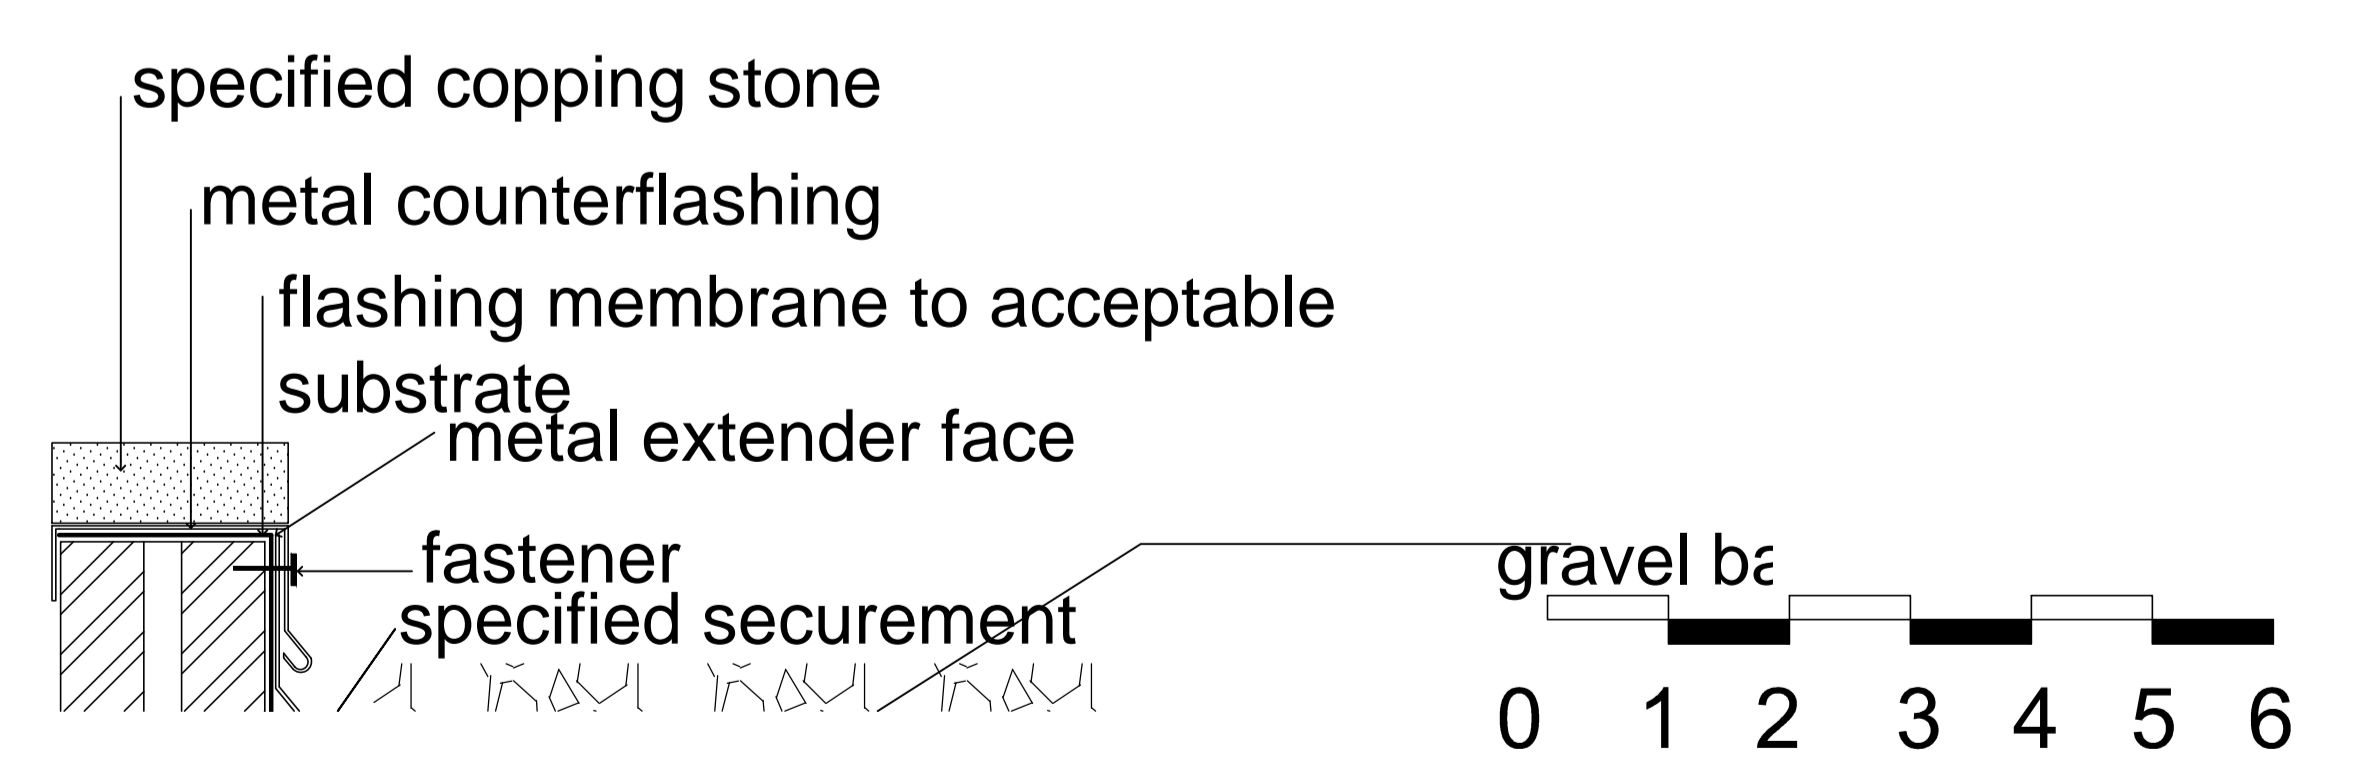 specified copping stone
metal counterflashing
flashing membrane to acceptable
substrate
metal extender face
fastener
specified securement
gravel
0 1 2 3 4 5 6